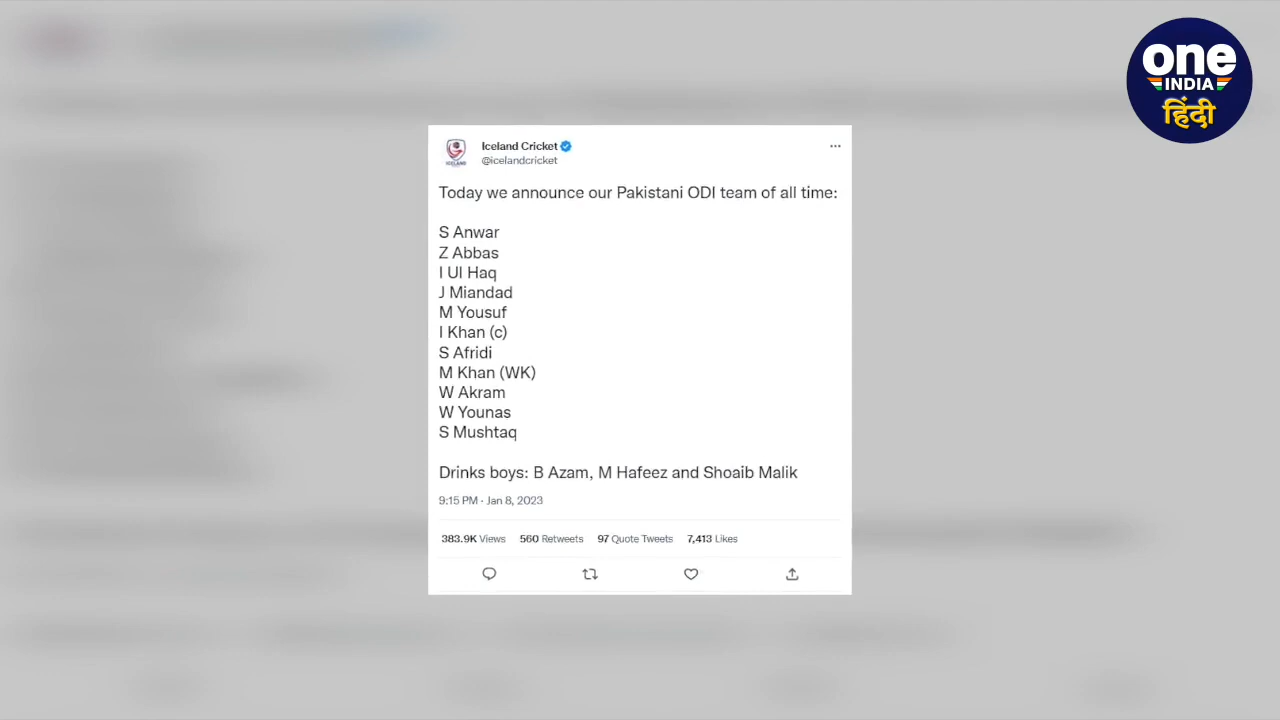 one
INDIA
हिंदी
Iceland Cricket
@icelandcricket
Today we announce our Pakistani ODI team of all time:
S Anwar
Z Abbas
I Ul Haq
J Miandad
M Yousuf
I Khan (c)
S Afridi
M Khan (WK)
W Akram
W Younas
S Mushtaq
Drinks boys: B Azam, M Hafeez and Shoaib Malik
9:15 PM · Jan 8, 2023
383.9K Views 560 Retweets 97 Quote Tweets 7,413 Likes